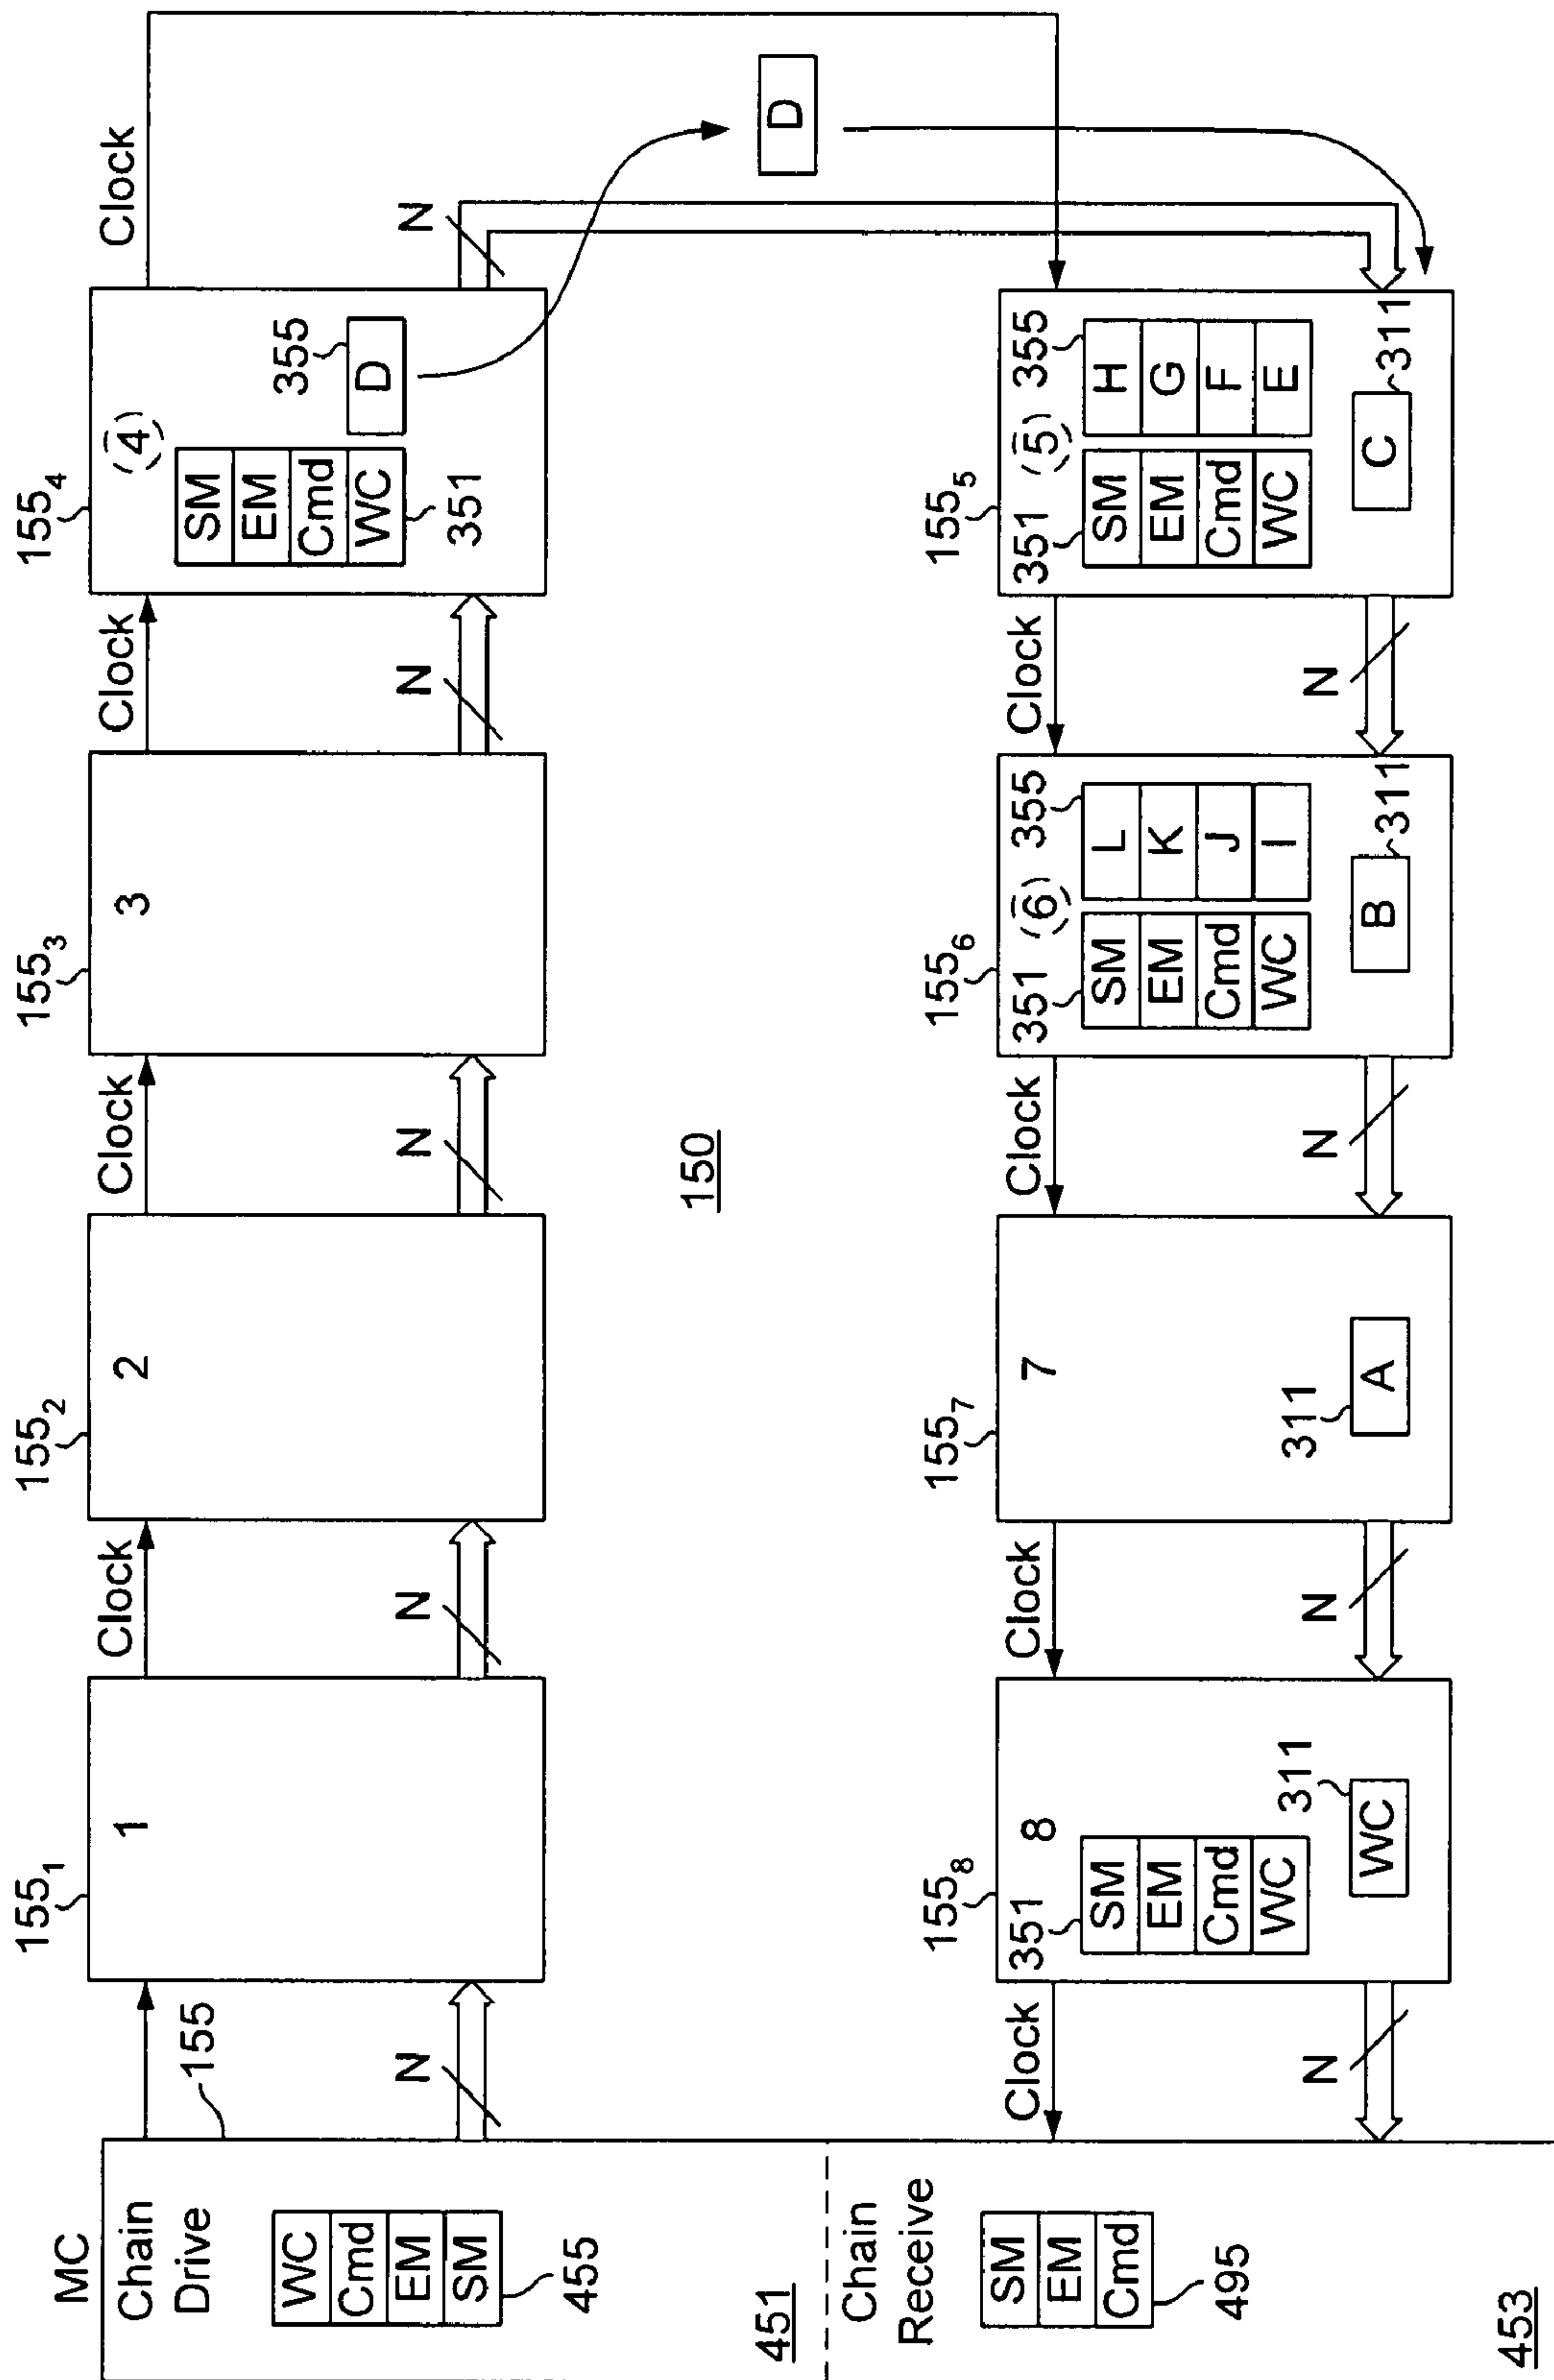 MC
Chain
Drive
WC
Cmd
EM
SM
455
451
155
N
155₁
1
Clock
N
155₂
2
Clock
N
155₃
3
Clock
N
155₄
(4)
SM
EM
Cmd
WC
351
355
D
Clock
N
D
150
Chain
Receive
SM
EM
Cmd
495
453
Clock
N
155₈
8
351
SM
EM
Cmd
WC
311
WC
Clock
N
155₇
7
311
A
Clock
N
155₆
(6)
351
SM
EM
Cmd
WC
355
L
K
J
I
B
311
Clock
N
155₅
(5)
351
SM
EM
Cmd
WC
355
H
G
F
E
C
311